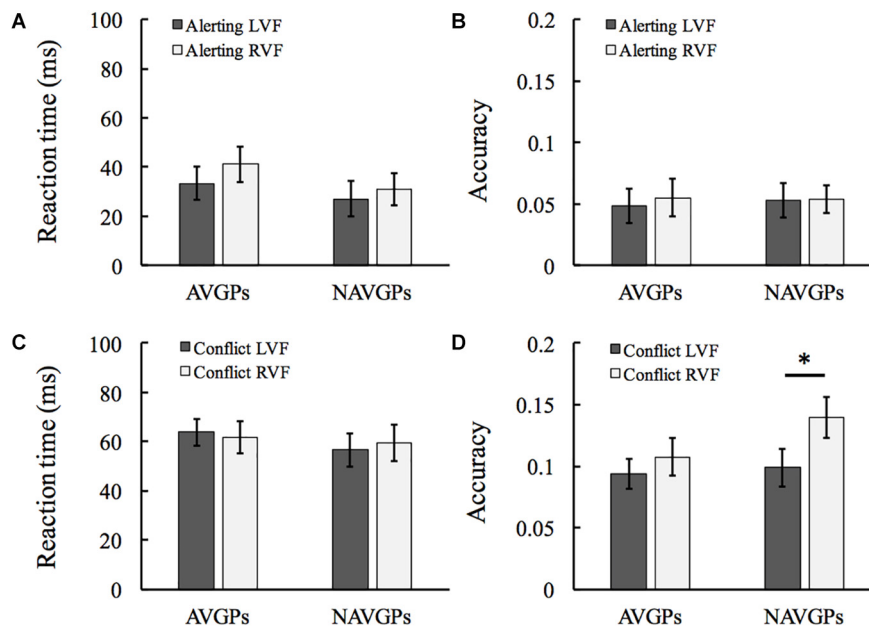 A
Reaction time (ms)
100
80
60
40
20
0
Alerting LVF
Alerting RVF
AVGPs
NAVGPs
B
Accuracy
0.2
0.15
0.1
0.05
0
Alerting LVF
Alerting RVF
AVGPs
NAVGPs
C
Reaction time (ms)
100
80
60
40
20
0
Conflict LVF
Conflict RVF
AVGPs
NAVGPs
D
Accuracy
0.2
0.15
0.1
0.05
0
Conflict LVF
Conflict RVF
*
AVGPs
NAVGPs